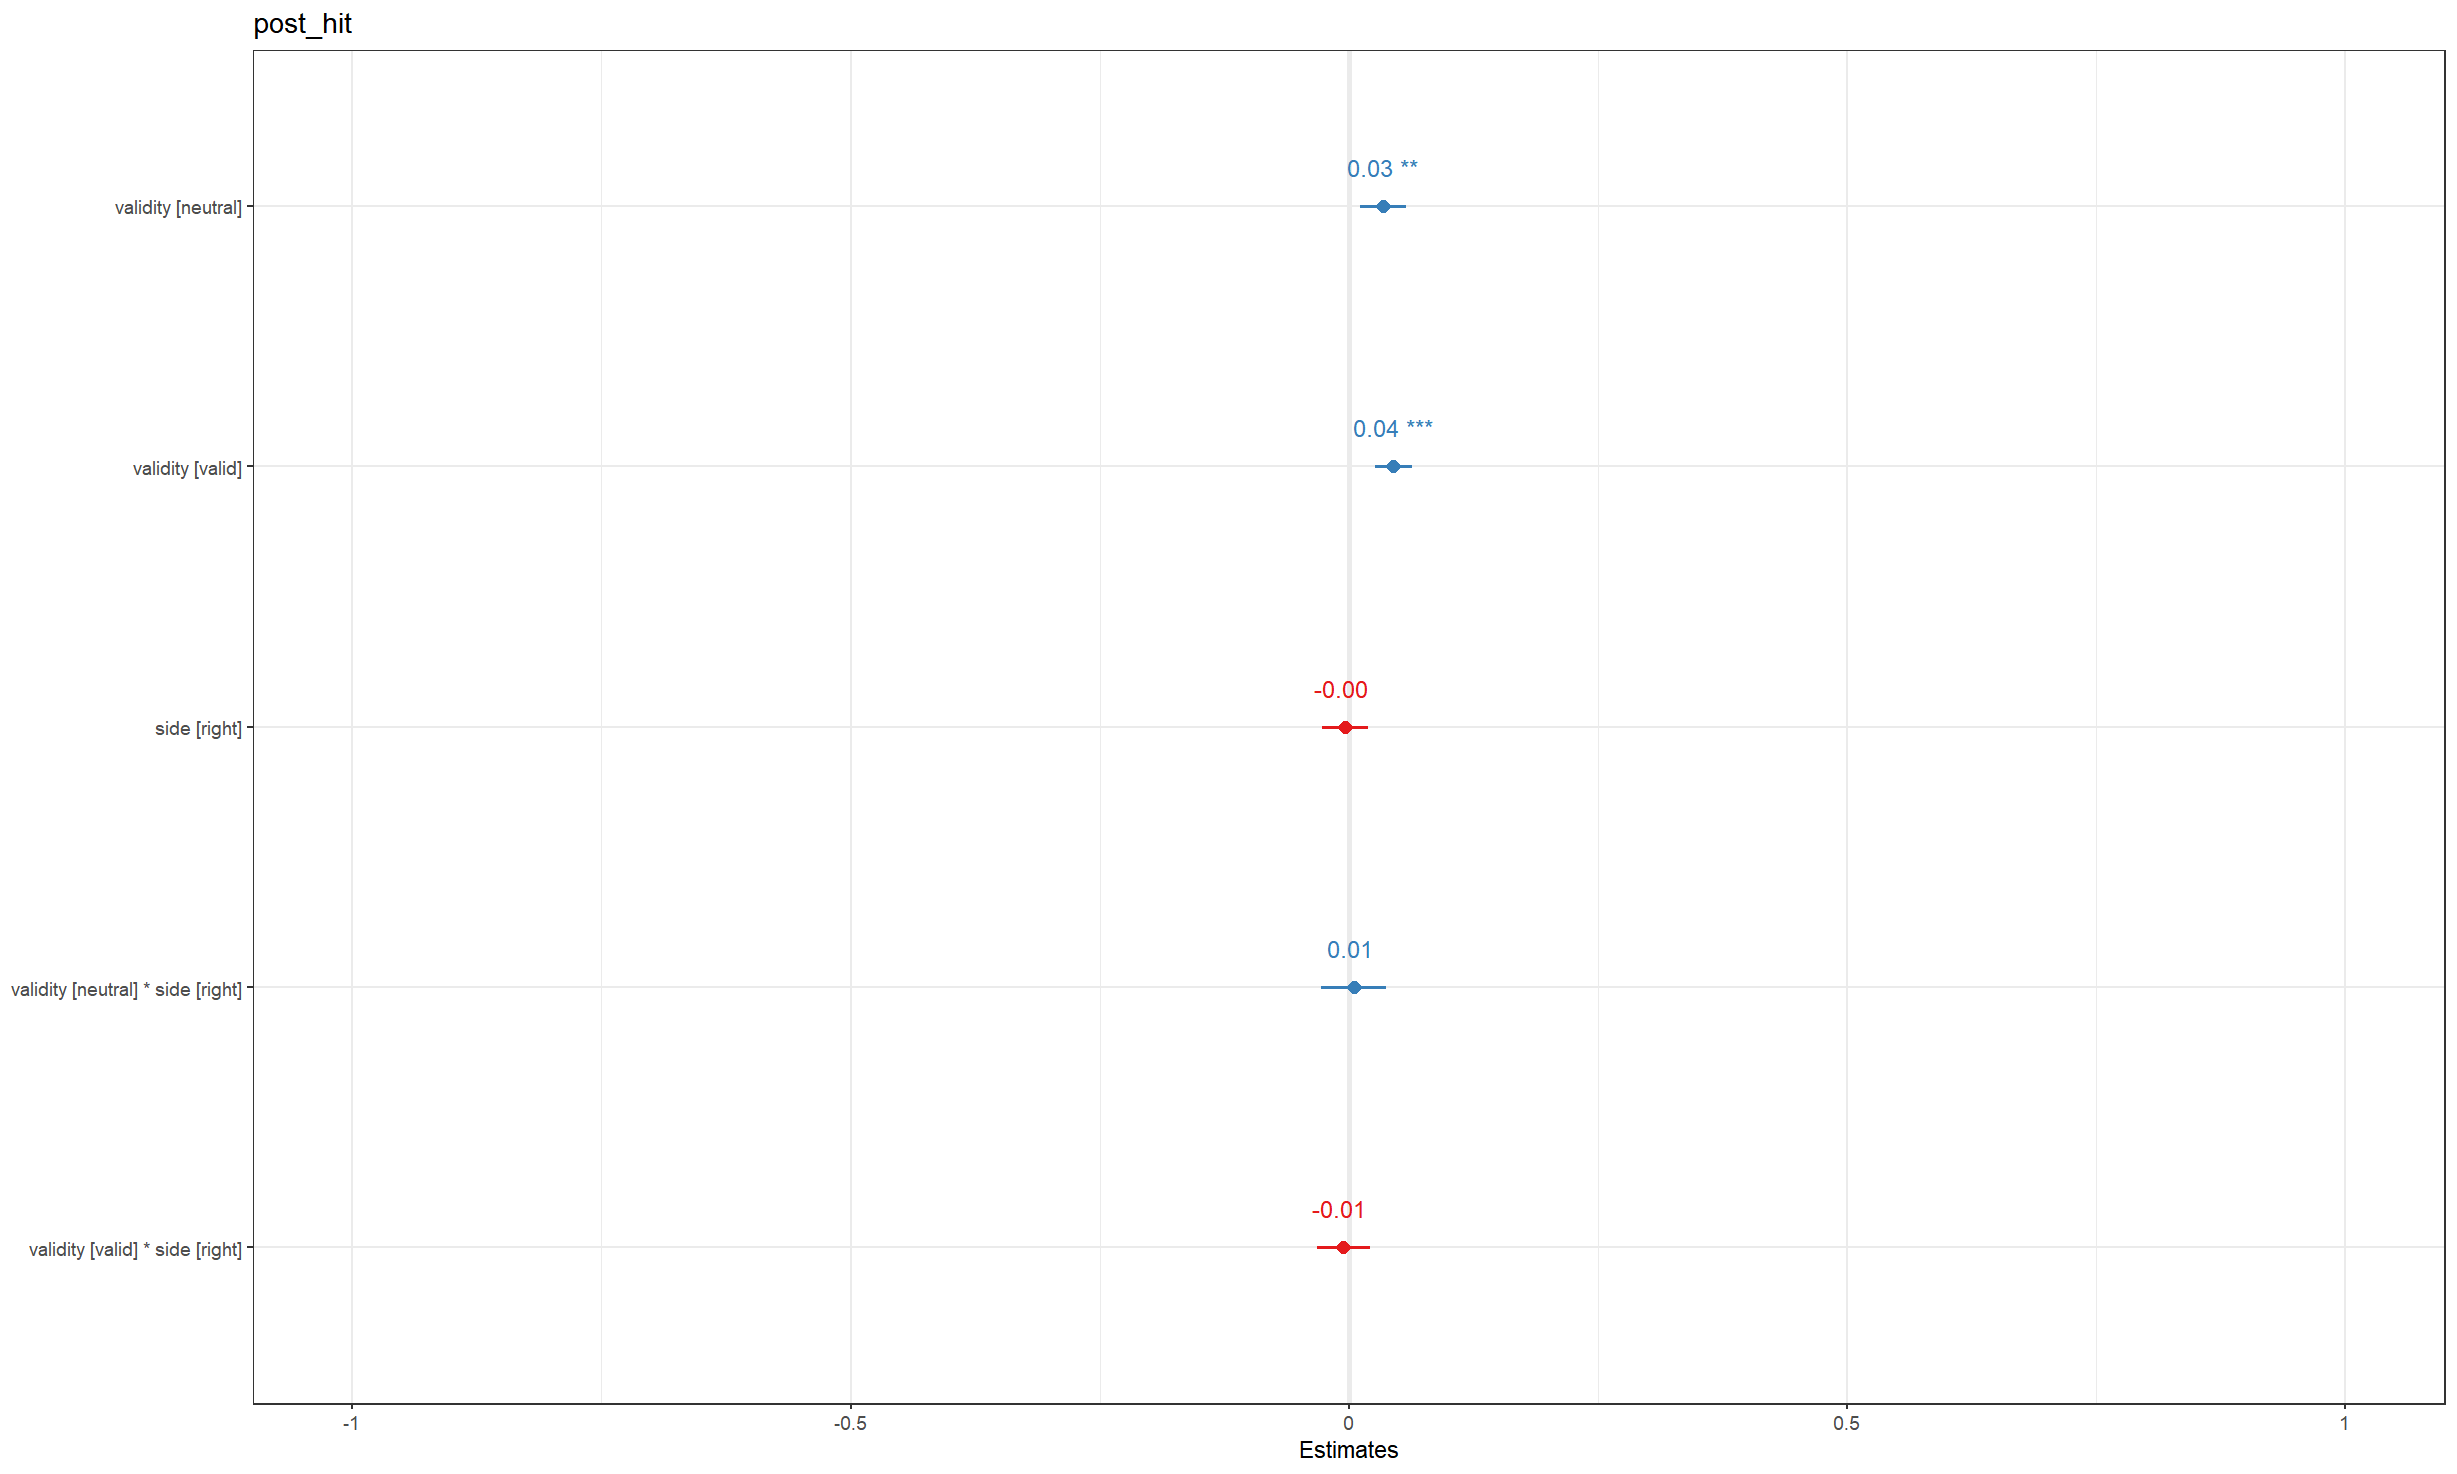 post_hit
0.03 **
validity [neutral]
0.04 ***
validity [valid]
-0.00
side [right]
0.01
validity [neutral] * side [right]
-0.01
validity [valid] * side [right]
-1
-0.5
0
0.5
1
Estimates